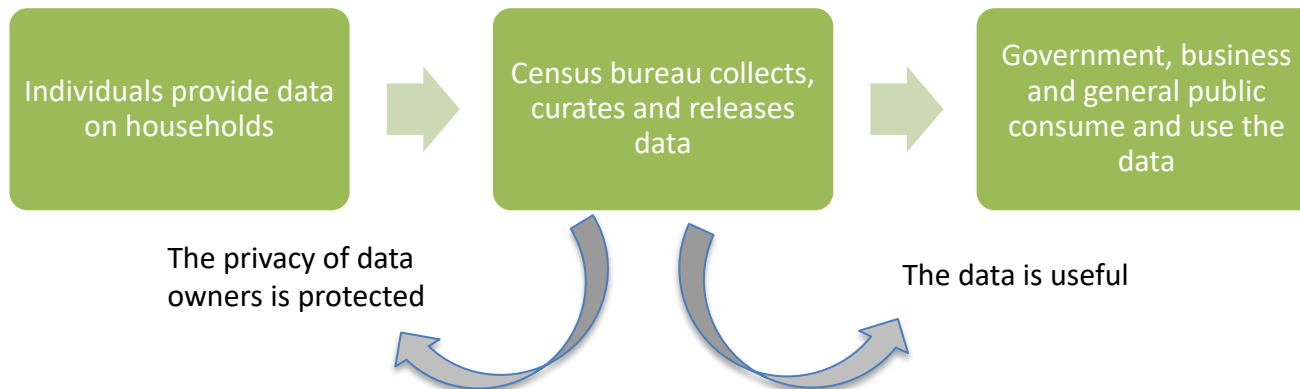 Individuals provide data
on households
Census bureau collects,
curates and releases
data
Government, business
and general public
consume and use the
data
The privacy of data
owners is protected
The data is useful